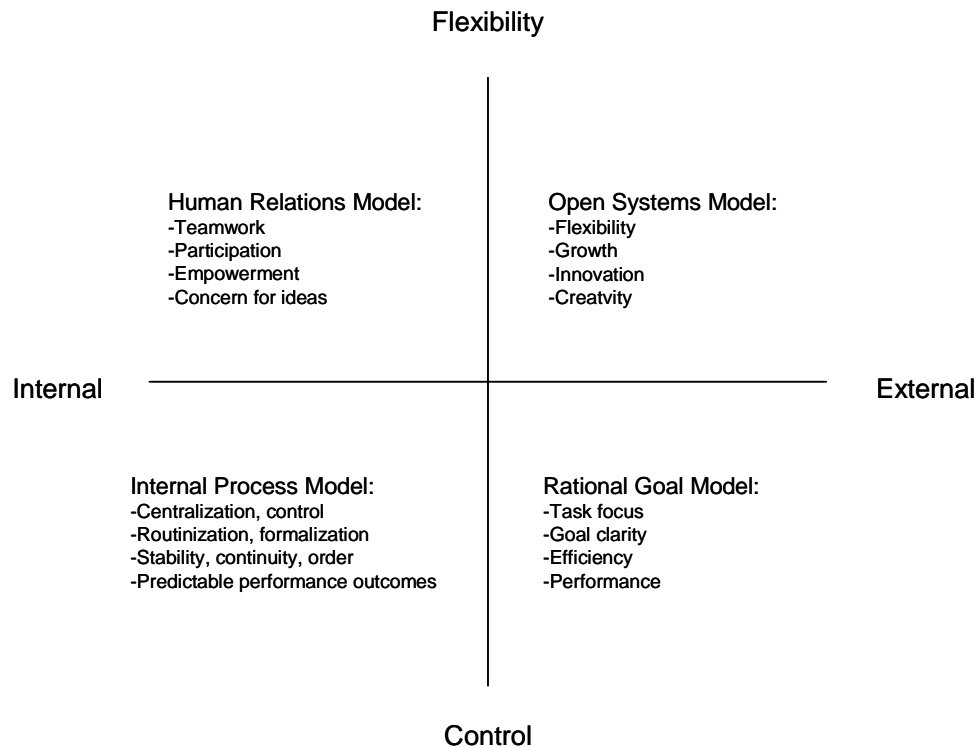 Flexibility
Human Relations Model:
-Teamwork
-Participation
-Empowerment
-Concern for ideas
Open Systems Model:
-Flexibility
-Growth
-Innovation
-Creatvity
Internal
External
Internal Process Model:
-Centralization, control
-Routinization, formalization
-Stability, continuity, order
-Predictable performance outcomes
Rational Goal Model:
-Task focus
-Goal clarity
-Efficiency
-Performance
Control